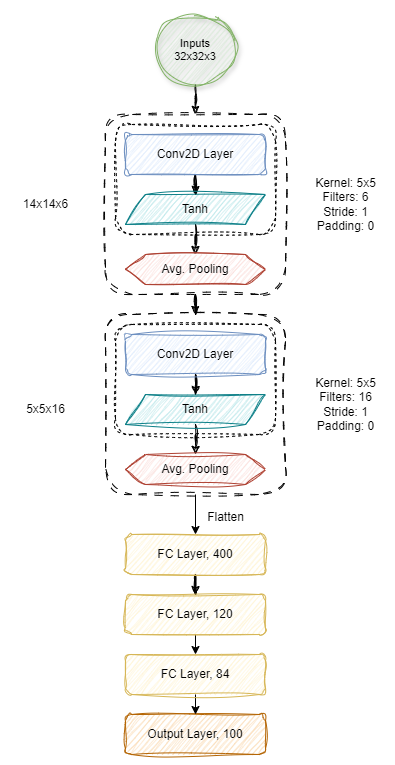 Inputs
32x32x3
Conv2D Layer
Tanh
Avg. Pooling
14x14x6
Kernel: 5x5
Filters: 6
Stride: 1
Padding: 0
Conv2D Layer
Tanh
Avg. Pooling
5x5x16
Kernel: 5x5
Filters: 16
Stride: 1
Padding: 0
Flatten
FC Layer, 400
FC Layer, 120
FC Layer, 84
Output Layer, 100